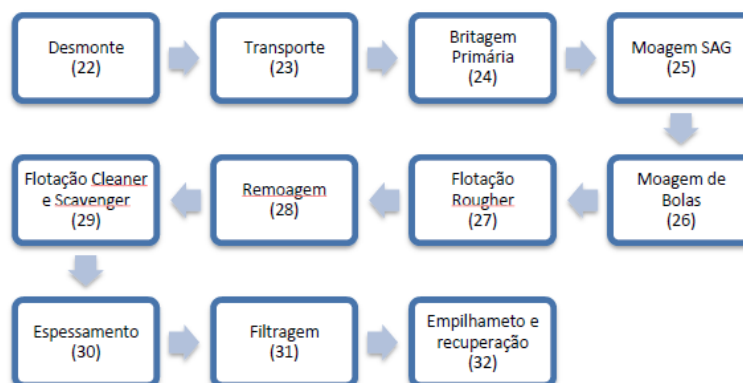 Desmonte
(22)
Transporte
(23)
Britagem
Primária
(24)
Moagem SAG
(25)
Flotação Cleaner
e Scavenger
(29)
Remoagem
(28)
Flotação
Rougher
(27)
Moagem de
Bolas
(26)
Espessamento
(30)
Filtragem
(31)
Empilhameto e
recuperação
(32)